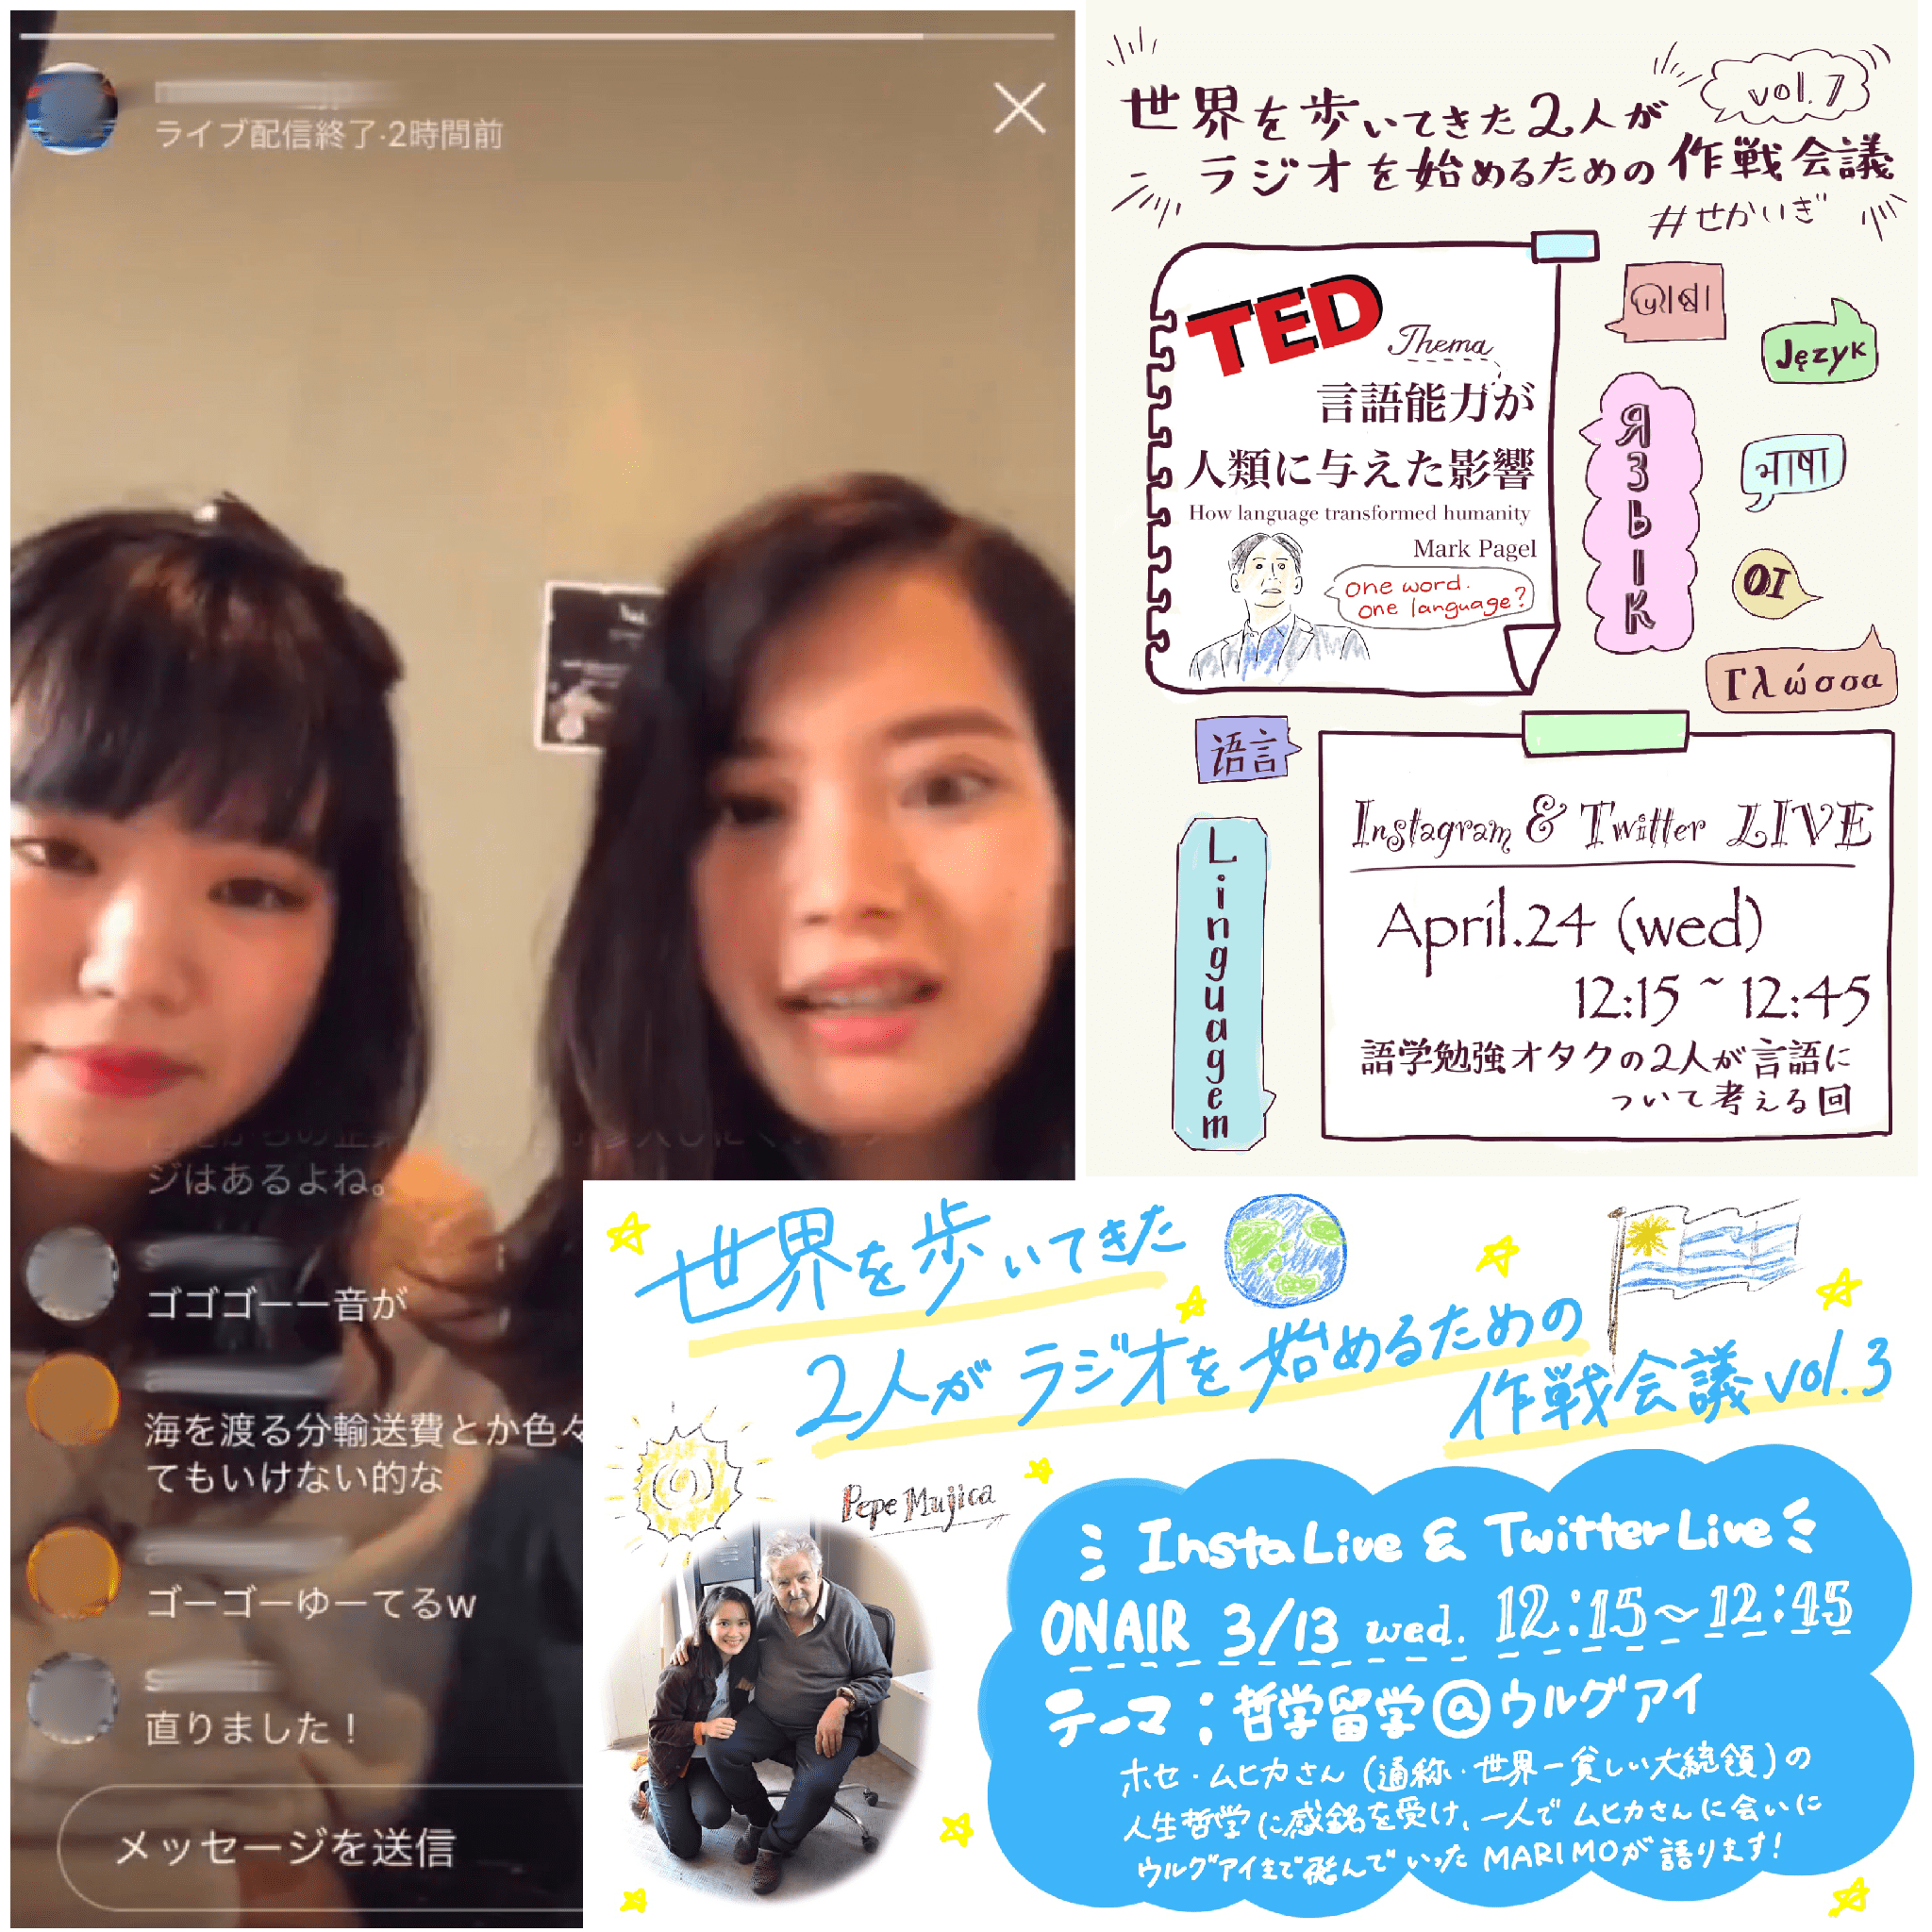 ライブ配信終了·2時間前
ジはあるよね。
ゴゴゴーー音が
海を渡る分輸送費とか色々
てもいけない的な
ゴーゴーゆーてるw
直りました！
メッセージを送信
vol.7
世界を歩いてきた2人が
ラジオを始めるための作戦会議
#せかいぎ
TED
Thema
言語能力が
人類に与えた影響
How language transformed humanity
Mark Pagel
one word.
one language?
Język
ЯЗЫК
भाषा
Γλώσσα
语言
Linguagem
Instagram & Twitter LIVE
April.24 (wed)
12:15~12:45
語学勉強オタクの2人が言語に
ついて考える回
世界を歩いてきた
2人がラジオを始めるための
作戦会議vol.3
Pepe Mujica
InstaLive & TwitterLive
ONAIR 3/13 wed. 12:15~12:45
テーマ:哲学留学@ウルグアイ
ホセ・ムヒカさん(通称・世界一貧しい大統領)の
人生哲学に感銘を受け、一人でムヒカさんに会いに
ウルグアイまで飛んでいったMARIMOが語ります!